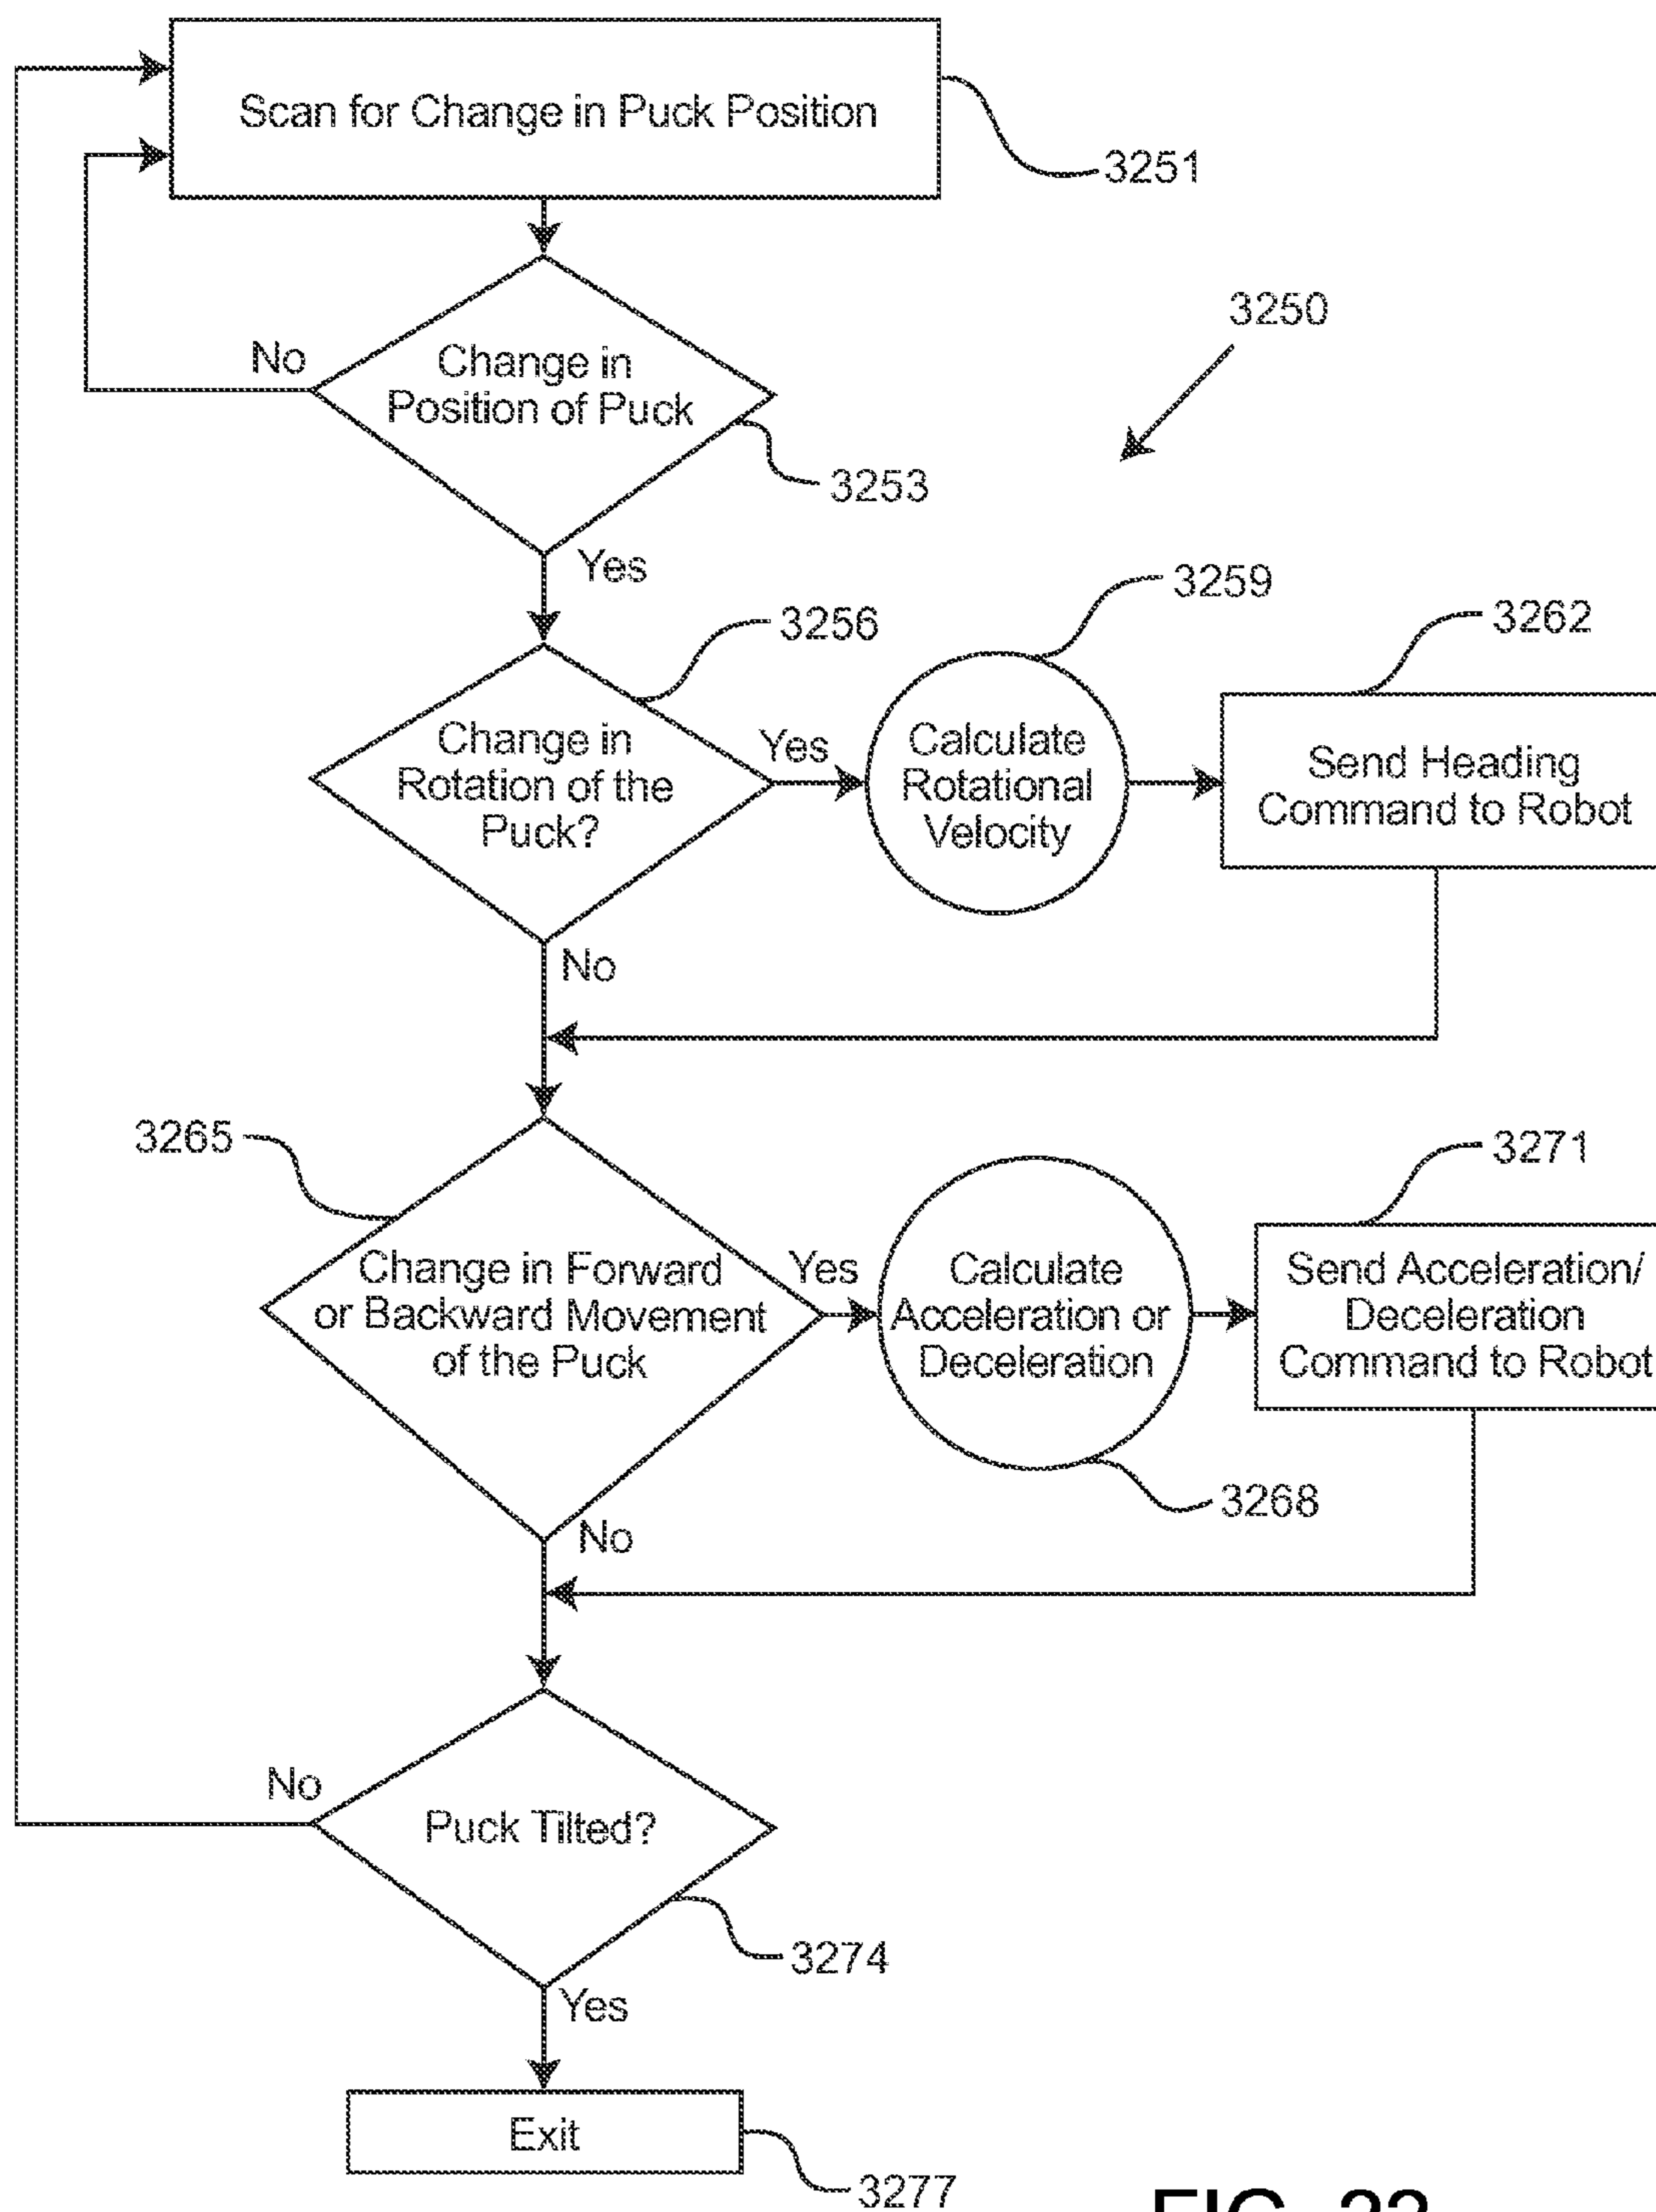 Scan for Change in Puck Position
3251
3250
No
Change in
Position of Puck
3253
Yes
3259
3256
3262
Change in
Rotation of the
Puck?
Yes
Calculate
Rotational
Velocity
Send Heading
Command to Robot
No
3265
3271
Change in Forward
or Backward Movement
of the Puck
Yes
Calculate
Acceleration or
Deceleration
Send Acceleration/
Deceleration
Command to Robot
3268
No
No
Puck Tilted?
3274
Yes
Exit
3277